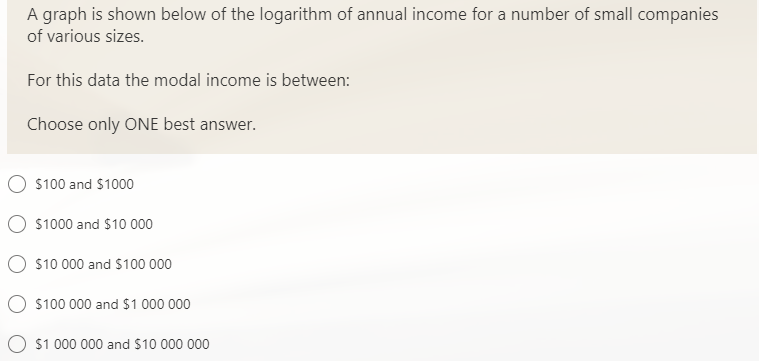 A graph is shown below of the logarithm of annual income for a number of small companies
of various sizes.
For this data the modal income is between:
Choose only ONE best answer.
$100 and $1000
$1000 and $10 000
$10 000 and $100 000
$100 000 and $1 000 000
$1 000 000 and $10 000 000